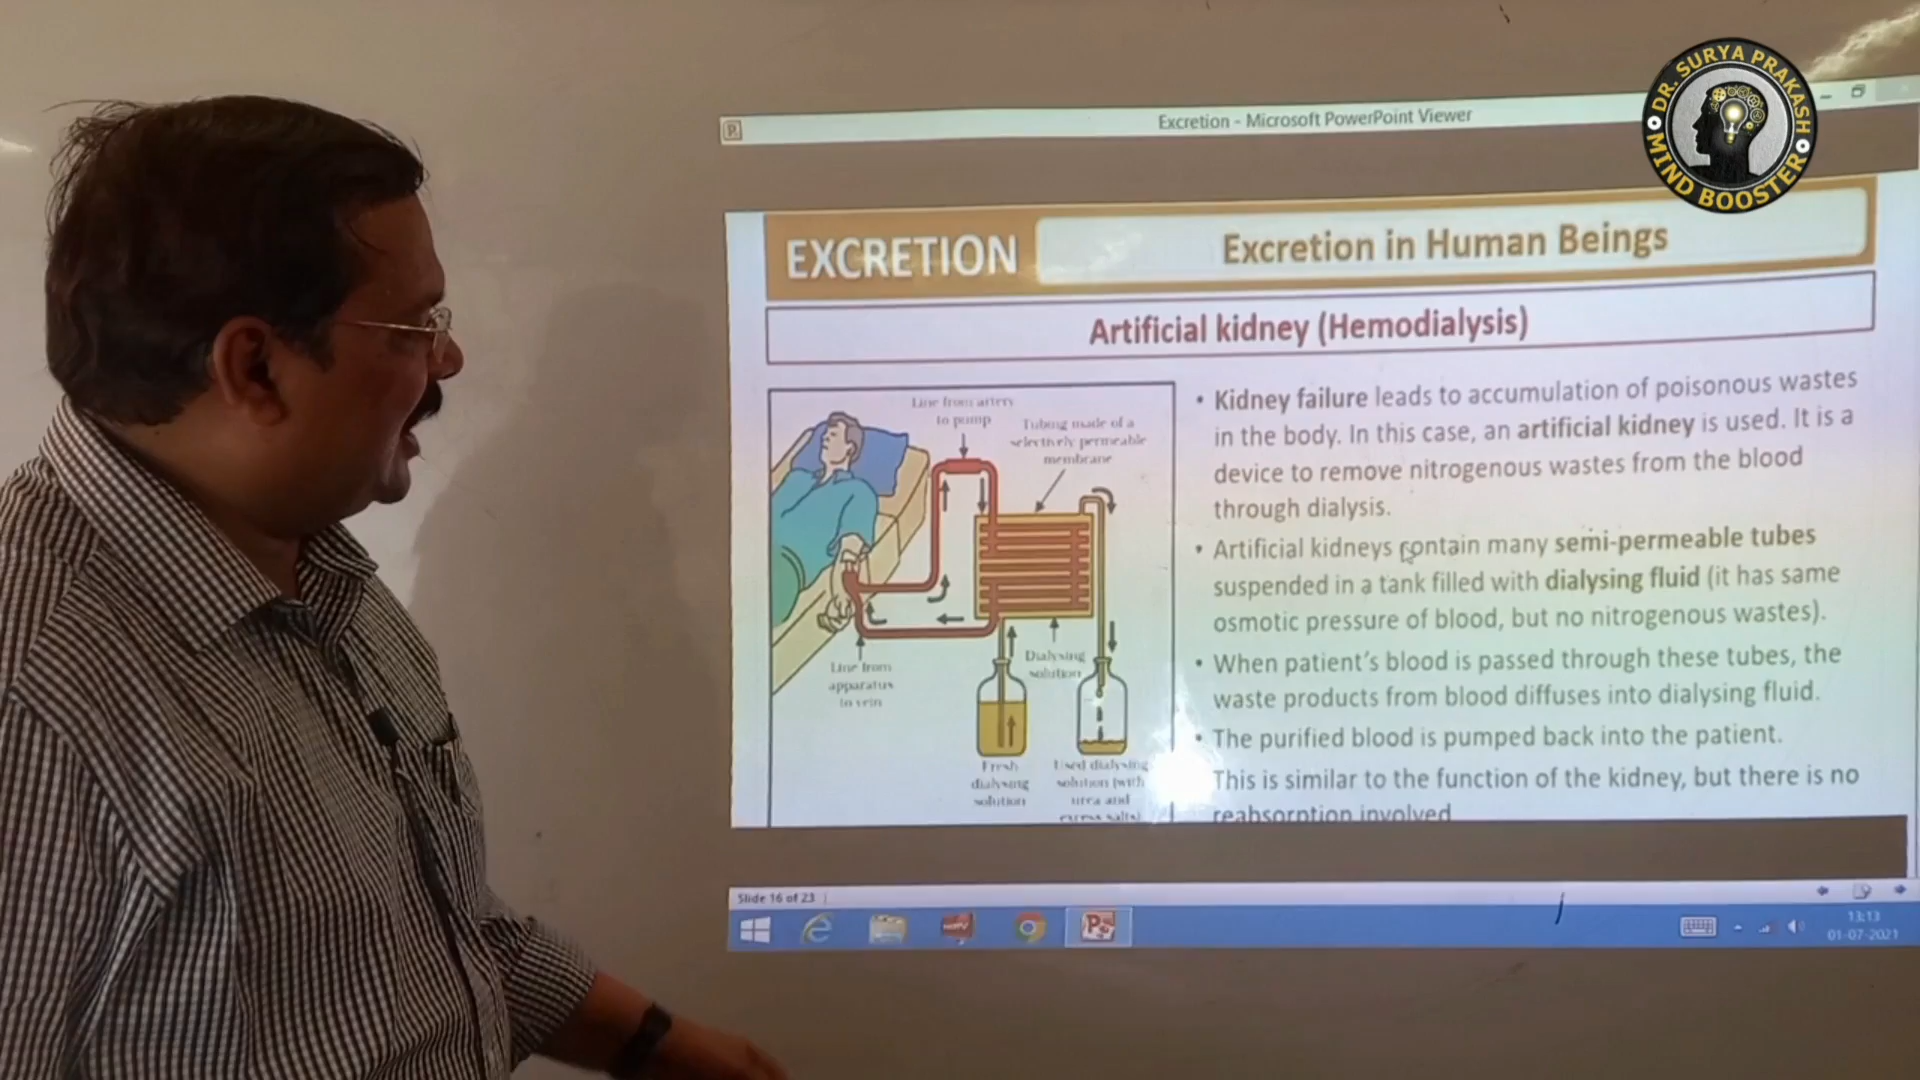 DR. SURYA PRAKASH
MIND BOOSTER
Excretion - Microsoft PowerPoint Viewer
EXCRETION
Excretion in Human Beings
Artificial kidney (Hemodialysis)
Line from artery
to pump
Tubing made of a
selectively permeable
membrane
Line from
apparatus
to vein
Dialysing
solution
Fresh
dialysing
solution
Used dialysing
solution (with
urea and
excess salts)
• Kidney failure leads to accumulation of poisonous wastes
in the body. In this case, an artificial kidney is used. It is a
device to remove nitrogenous wastes from the blood
through dialysis.
• Artificial kidneys contain many semi-permeable tubes
suspended in a tank filled with dialysing fluid (it has same
osmotic pressure of blood, but no nitrogenous wastes).
• When patient's blood is passed through these tubes, the
waste products from blood diffuses into dialysing fluid.
• The purified blood is pumped back into the patient.
This is similar to the function of the kidney, but there is no
reabsorption involved
Slide 16 of 23
13:13
01-07-2021